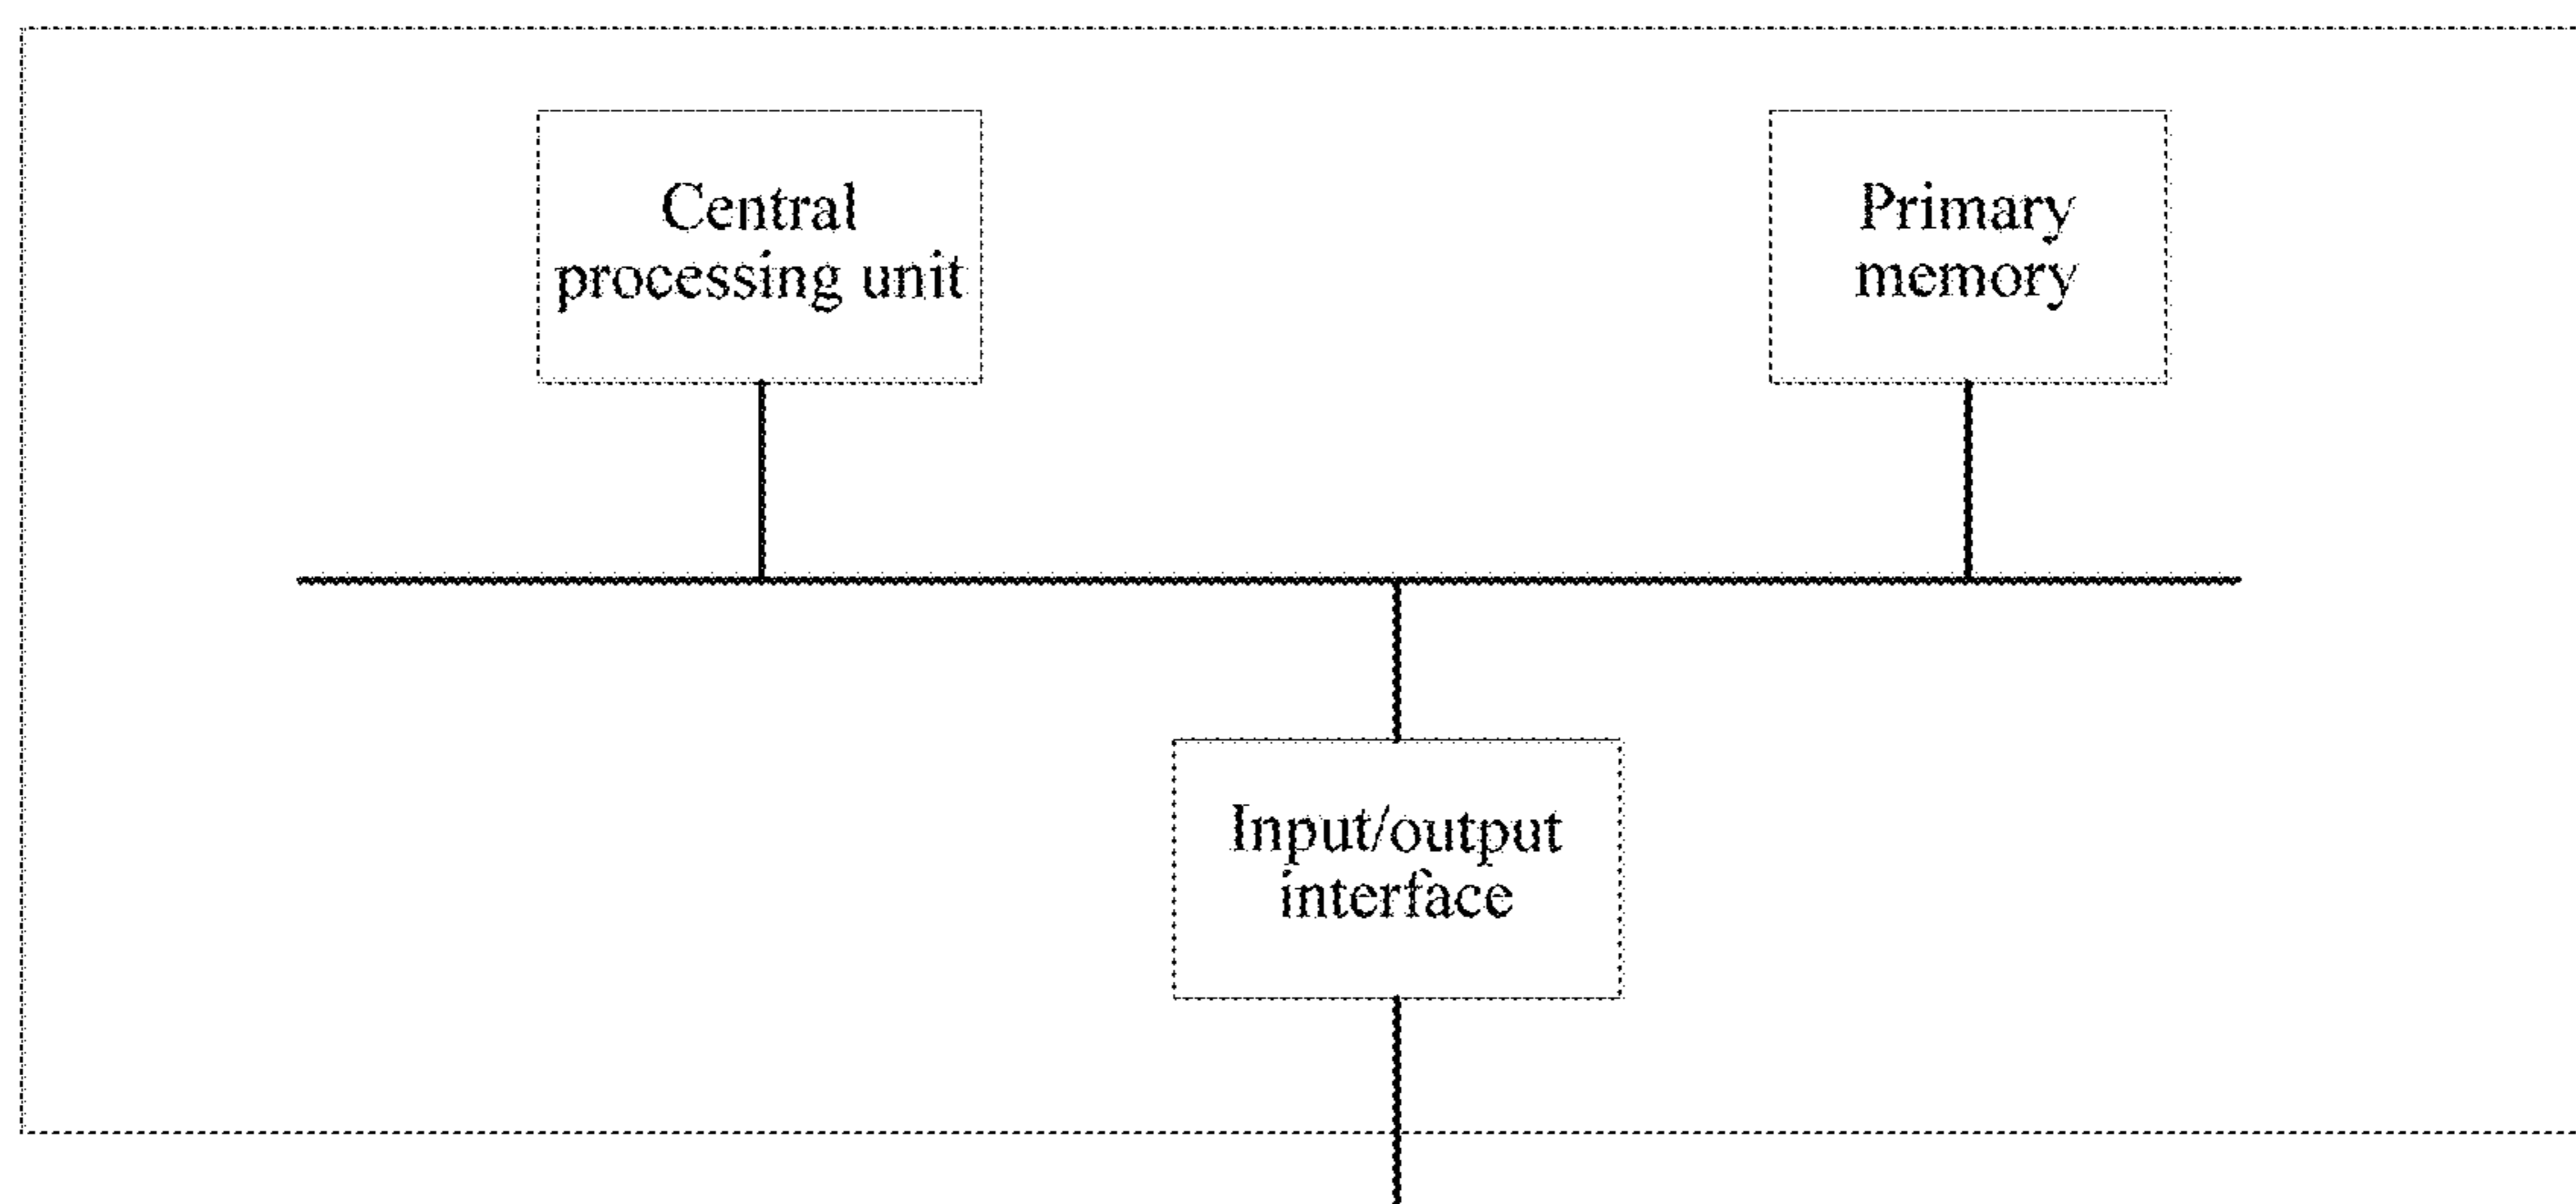 Central
processing unit
Primary
memory
Input/output
interface